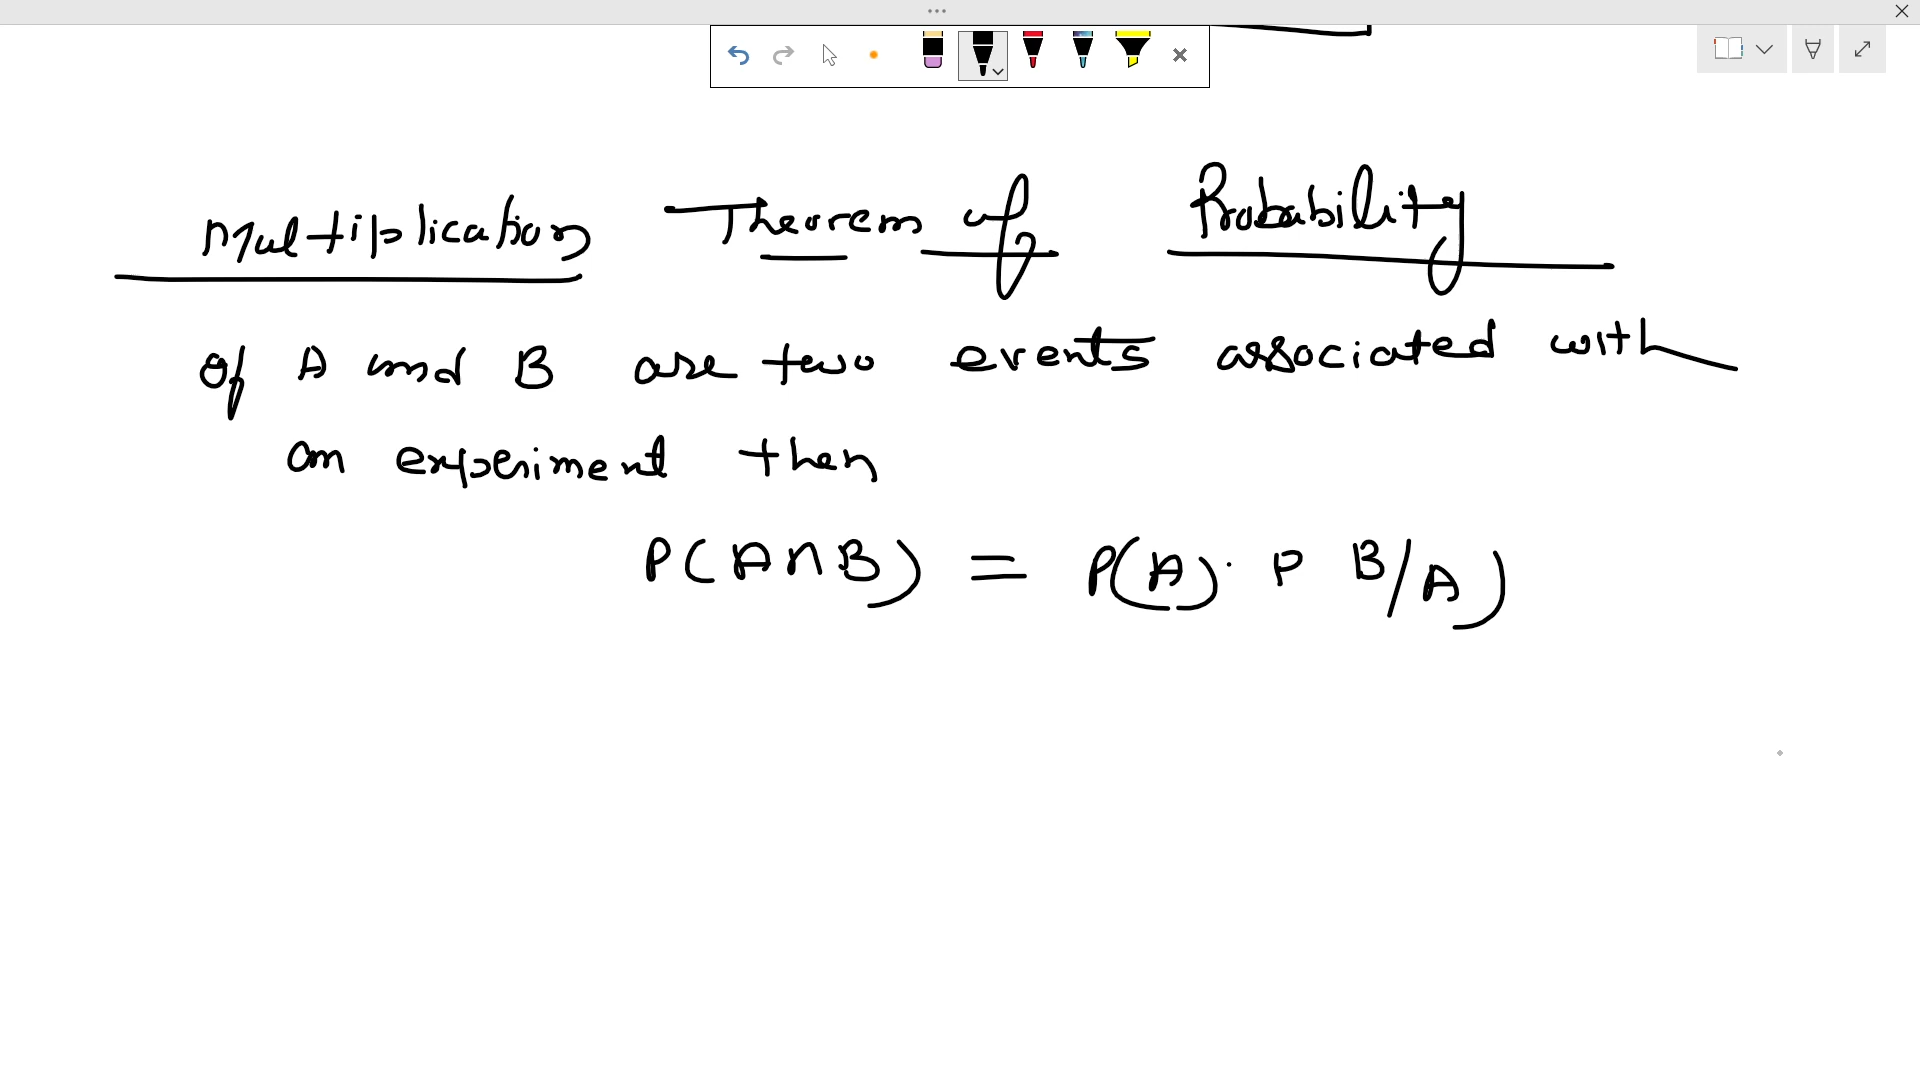 Multiplication Theorem of Probability
If A and B are two events associated with
an experiment then
P(A∩B) = P(A). P B/A)